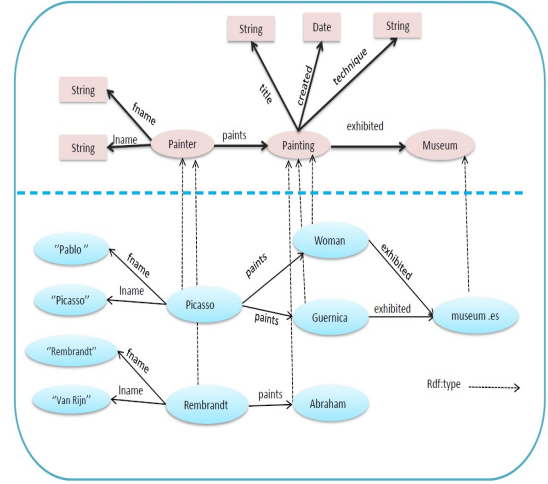 String
Date
String
String
fname
title
created
technique
String
lname
Painter
paints
Painting
exhibited
Museum
"Pablo "
fname
"Picasso"
lname
Picasso
paints
paints
Woman
exhibited
Guernica
exhibited
museum .es
"Rembrandt"
fname
"Van Rijn"
lname
Rembrandt
paints
Abraham
Rdf:type